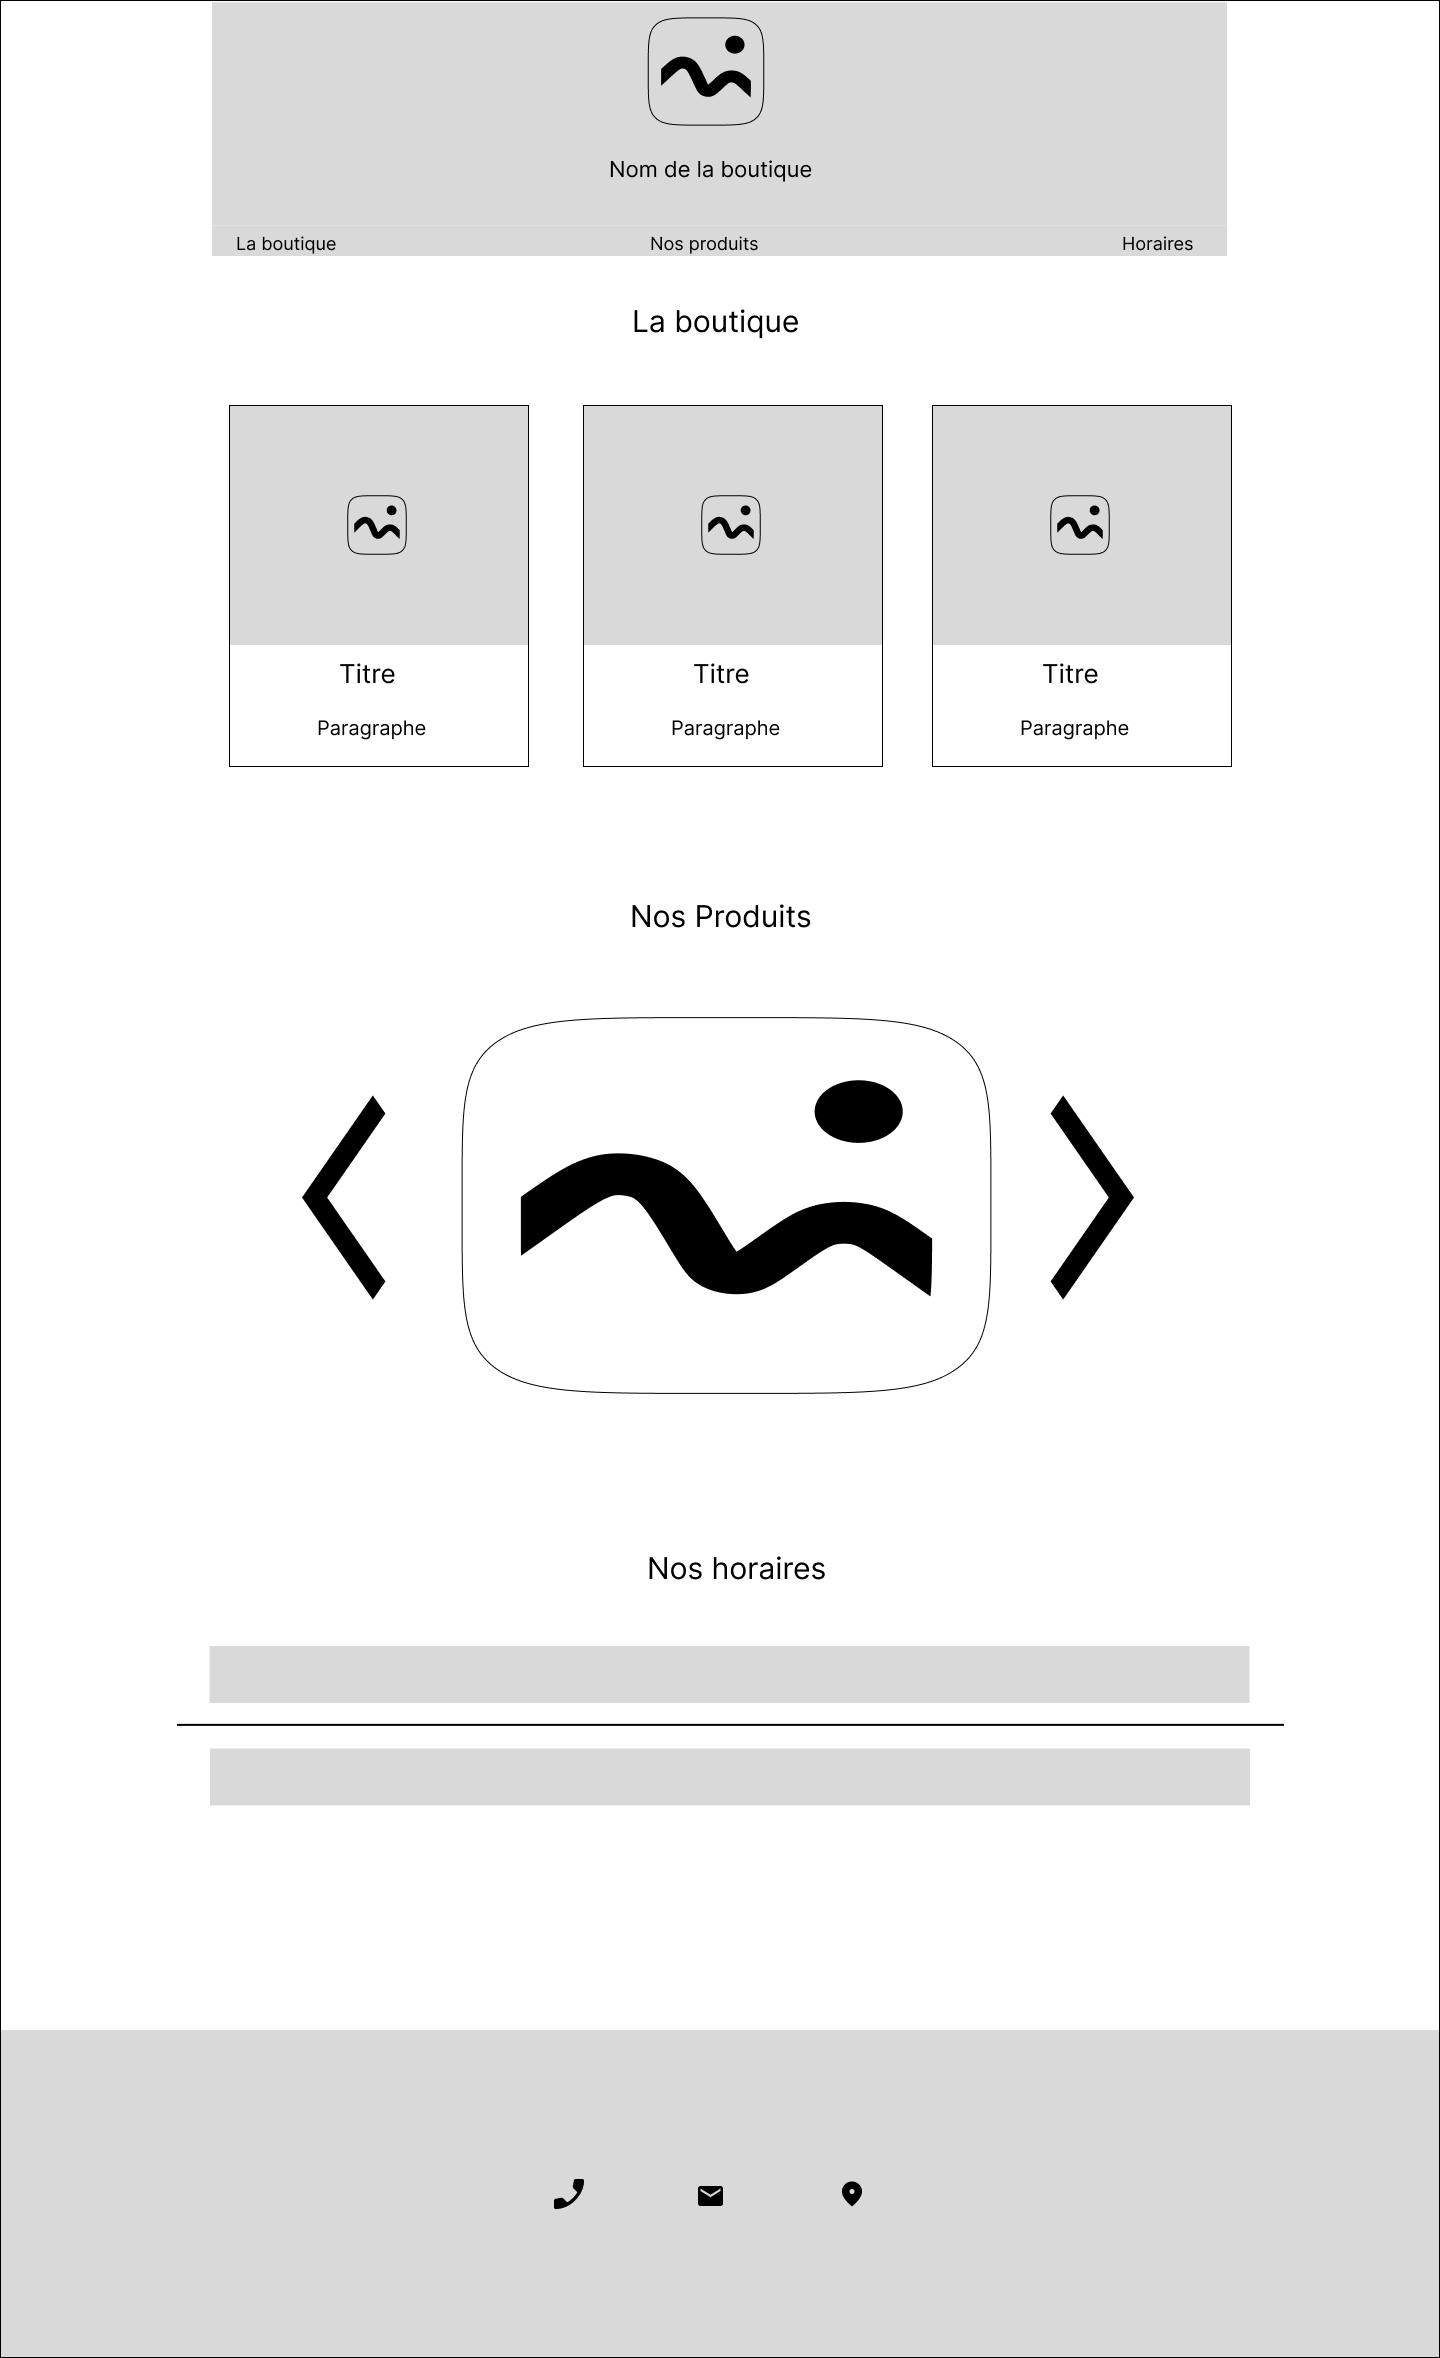 Nom de la boutique
La boutique
Nos produits
Horaires
La boutique
Titre
Paragraphe
Titre
Paragraphe
Titre
Paragraphe
Nos Produits
Nos horaires